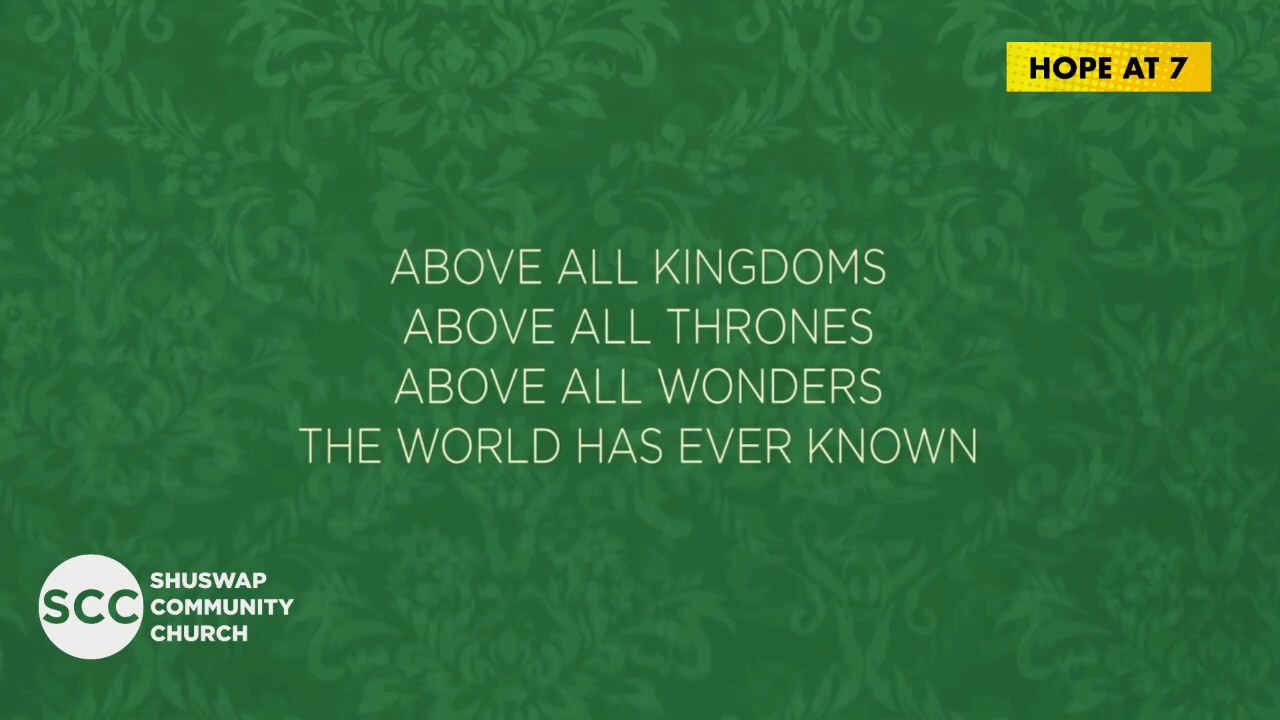 HOPE AT 7
ABOVE ALL KINGDOMS
ABOVE ALL THRONES
ABOVE ALL WONDERS
THE WORLD HAS EVER KNOWN
SCC
SHUSWAP
COMMUNITY
CHURCH